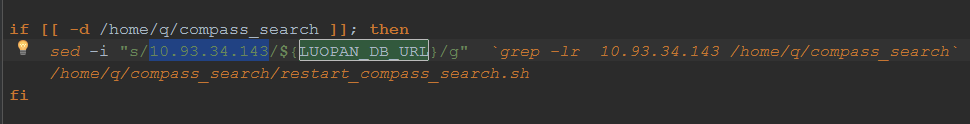 if [[ -d /home/q/compass_search ]]; then
sed -i "s/10.93.34.143/${LUOPAN_DB_URL}/g" `grep -lr 10.93.34.143 /home/q/compass_search`
/home/q/compass_search/restart_compass_search.sh
fi